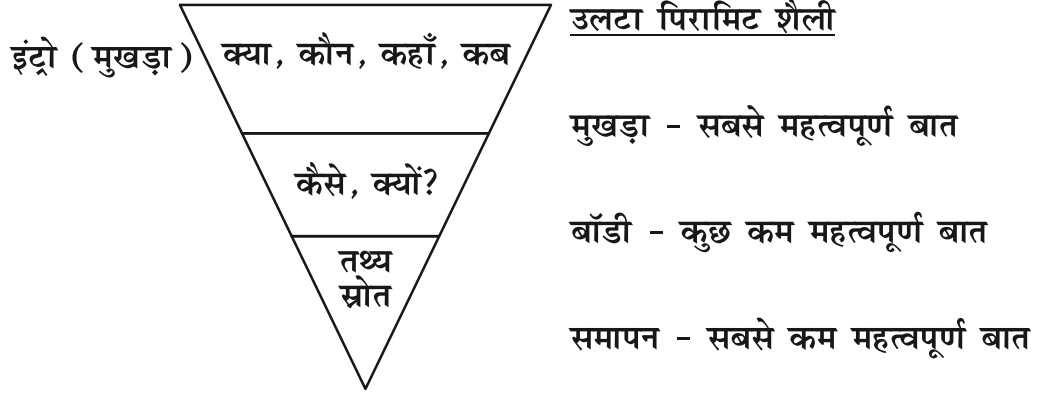 इंट्रो ( मुखड़ा )
क्या, कौन, कहाँ, कब
कैसे, क्यों?
तथ्य
स्रोत
उलटा पिरामिट शैली
मुखड़ा - सबसे महत्वपूर्ण बात
बॉडी - कुछ कम महत्वपूर्ण बात
समापन - सबसे कम महत्वपूर्ण बात